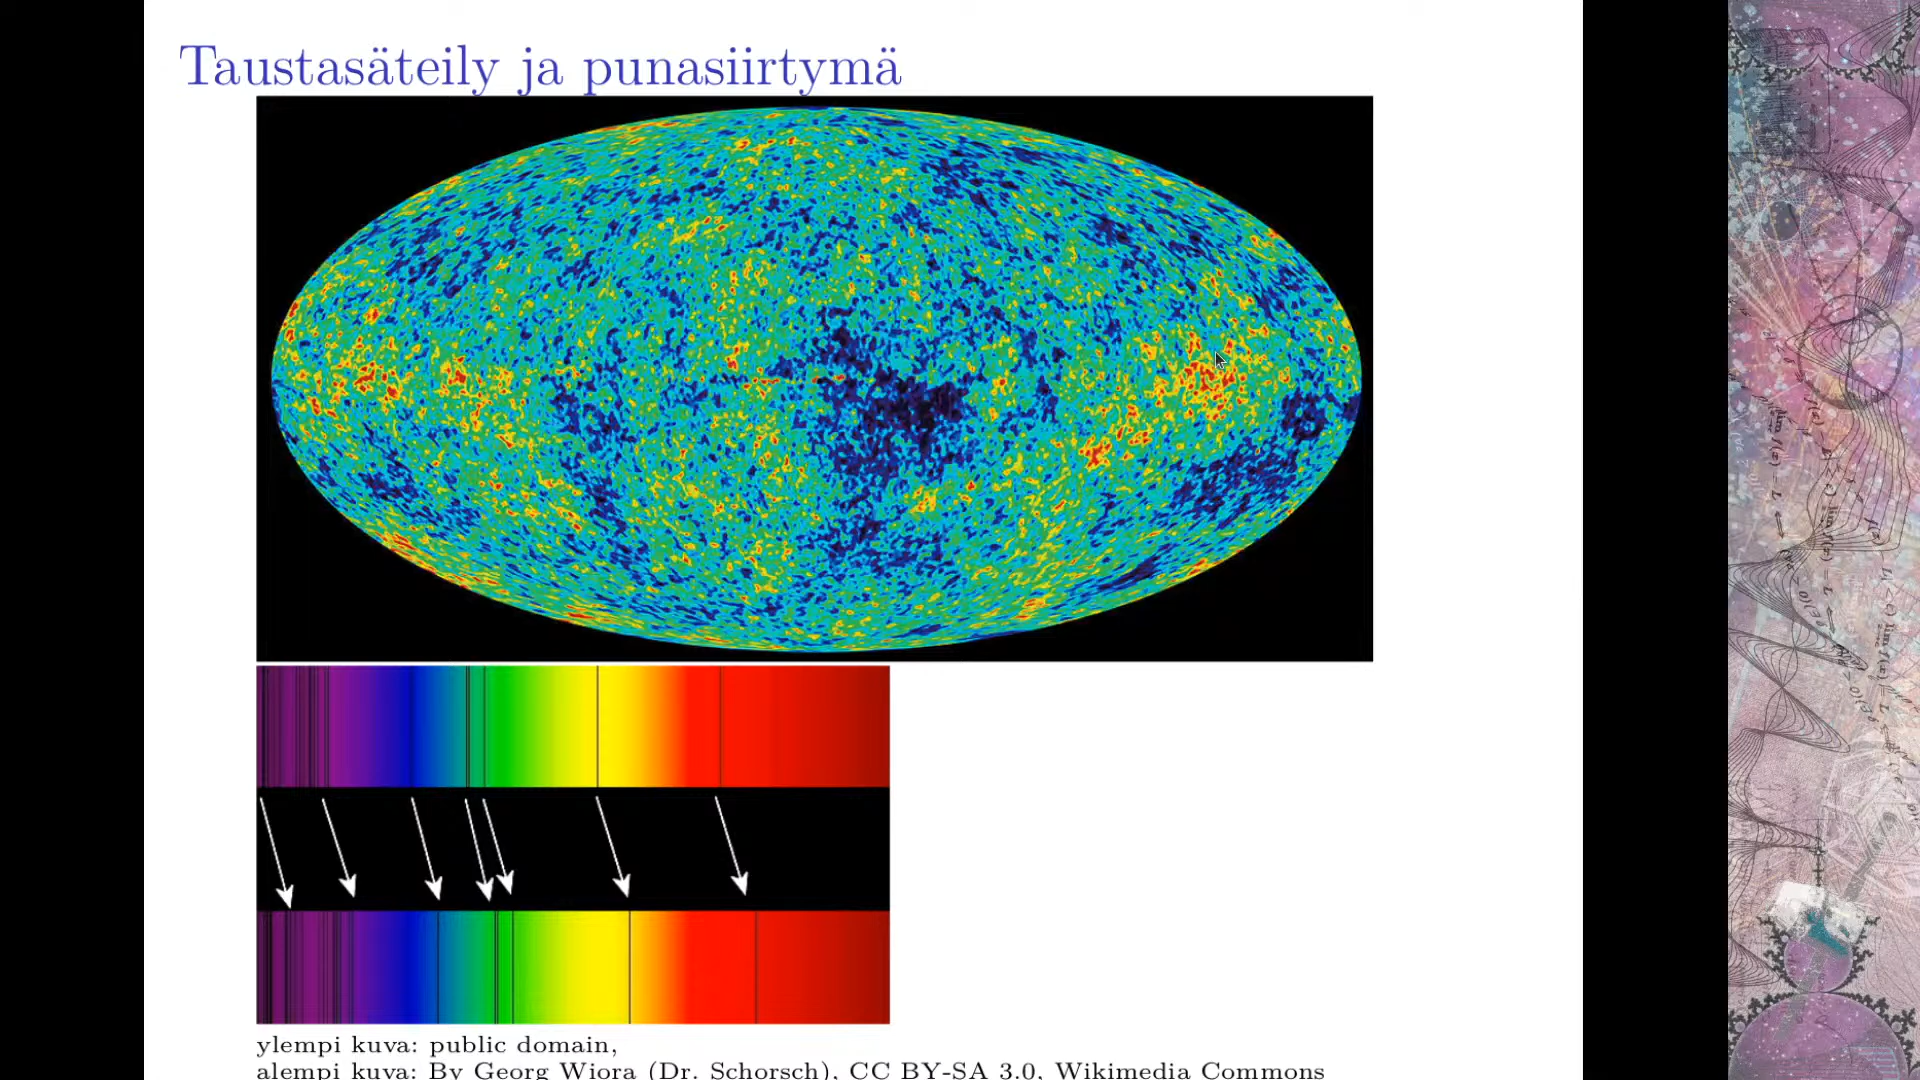 Taustasäteily ja punasiirtymä
ylempi kuva: public domain,
alempi kuva: By Georg Wiora (Dr. Schorsch), CC BY-SA 3.0, Wikimedia Commons